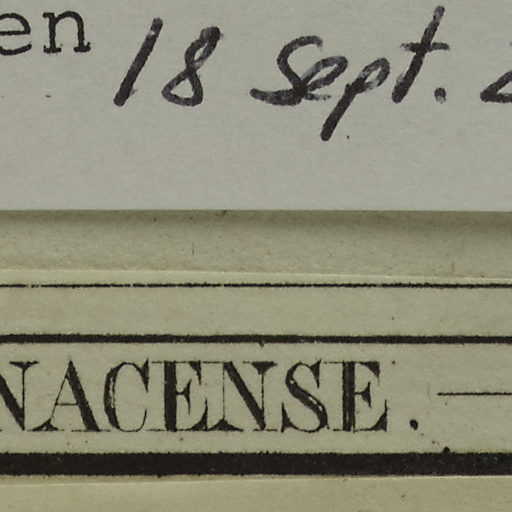 en 18 Sept.
NACENSE. —